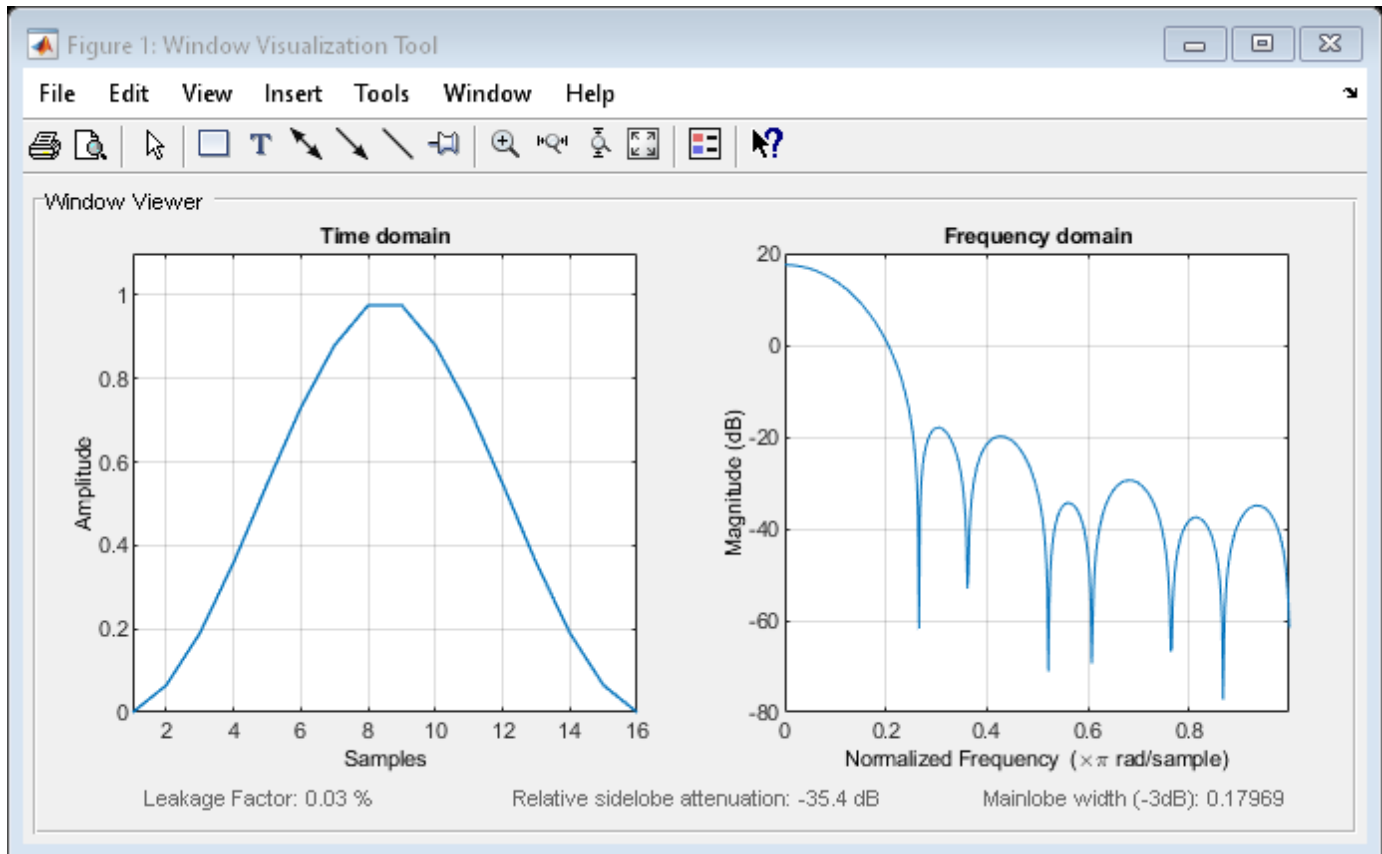 Figure 1: Window Visualization Tool
File Edit View Insert Tools Window Help
T
Window Viewer
Time domain
1
0.8
0.6
0.4
0.2
0
Amplitude
2 4 6 8 10 12 14 16
Samples
Frequency domain
20
0
-20
-40
-60
-80
Magnitude (dB)
0 0.2 0.4 0.6 0.8
Normalized Frequency (×π rad/sample)
Leakage Factor: 0.03 % Relative sidelobe attenuation: -35.4 dB Mainlobe width (-3dB): 0.17969